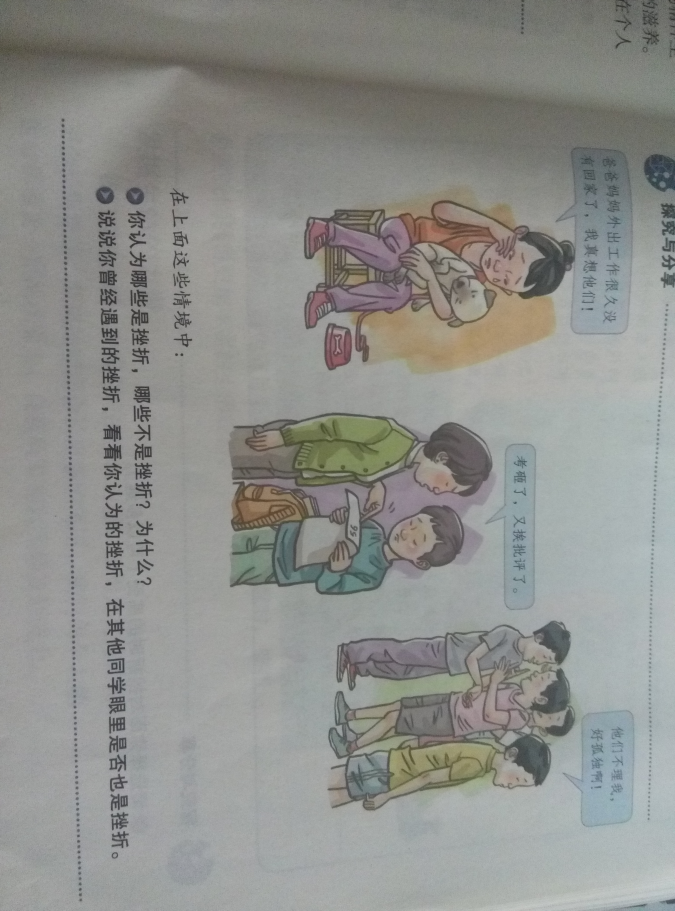 的滋养。
在个人
探究与分享
爸爸妈妈外出工作很久没
有回家了，我真想他们！
考砸了，又挨批评了。
95
他们不理我，
好孤独啊！
在上面这些情境中：
你认为哪些是挫折，哪些不是挫折？为什么？
说说你曾经遇到的挫折，看看你认为的挫折，在其他同学眼里是否也是挫折。